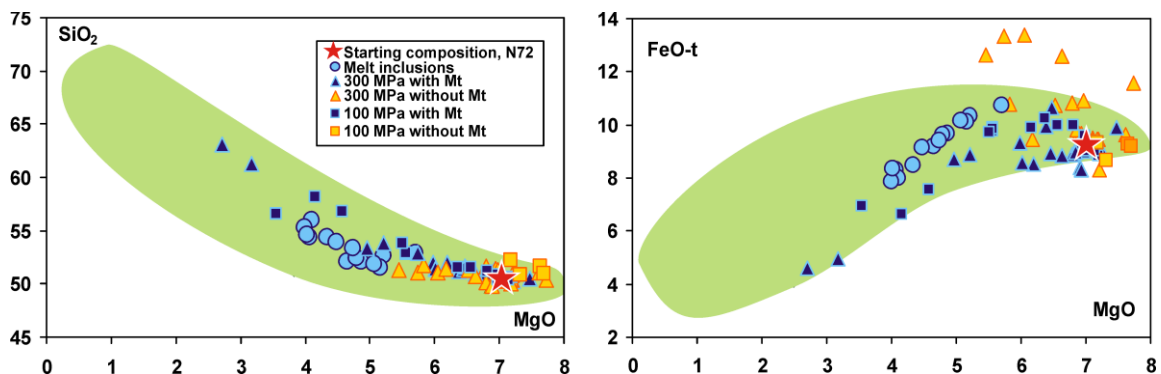 75
70
65
60
55
50
45
SiO2
Starting composition, N72
Melt inclusions
300 MPa with Mt
300 MPa without Mt
100 MPa with Mt
100 MPa without Mt
MgO
0 1 2 3 4 5 6 7 8
16
14
12
10
8
6
4
2
FeO-t
MgO
0 1 2 3 4 5 6 7 8